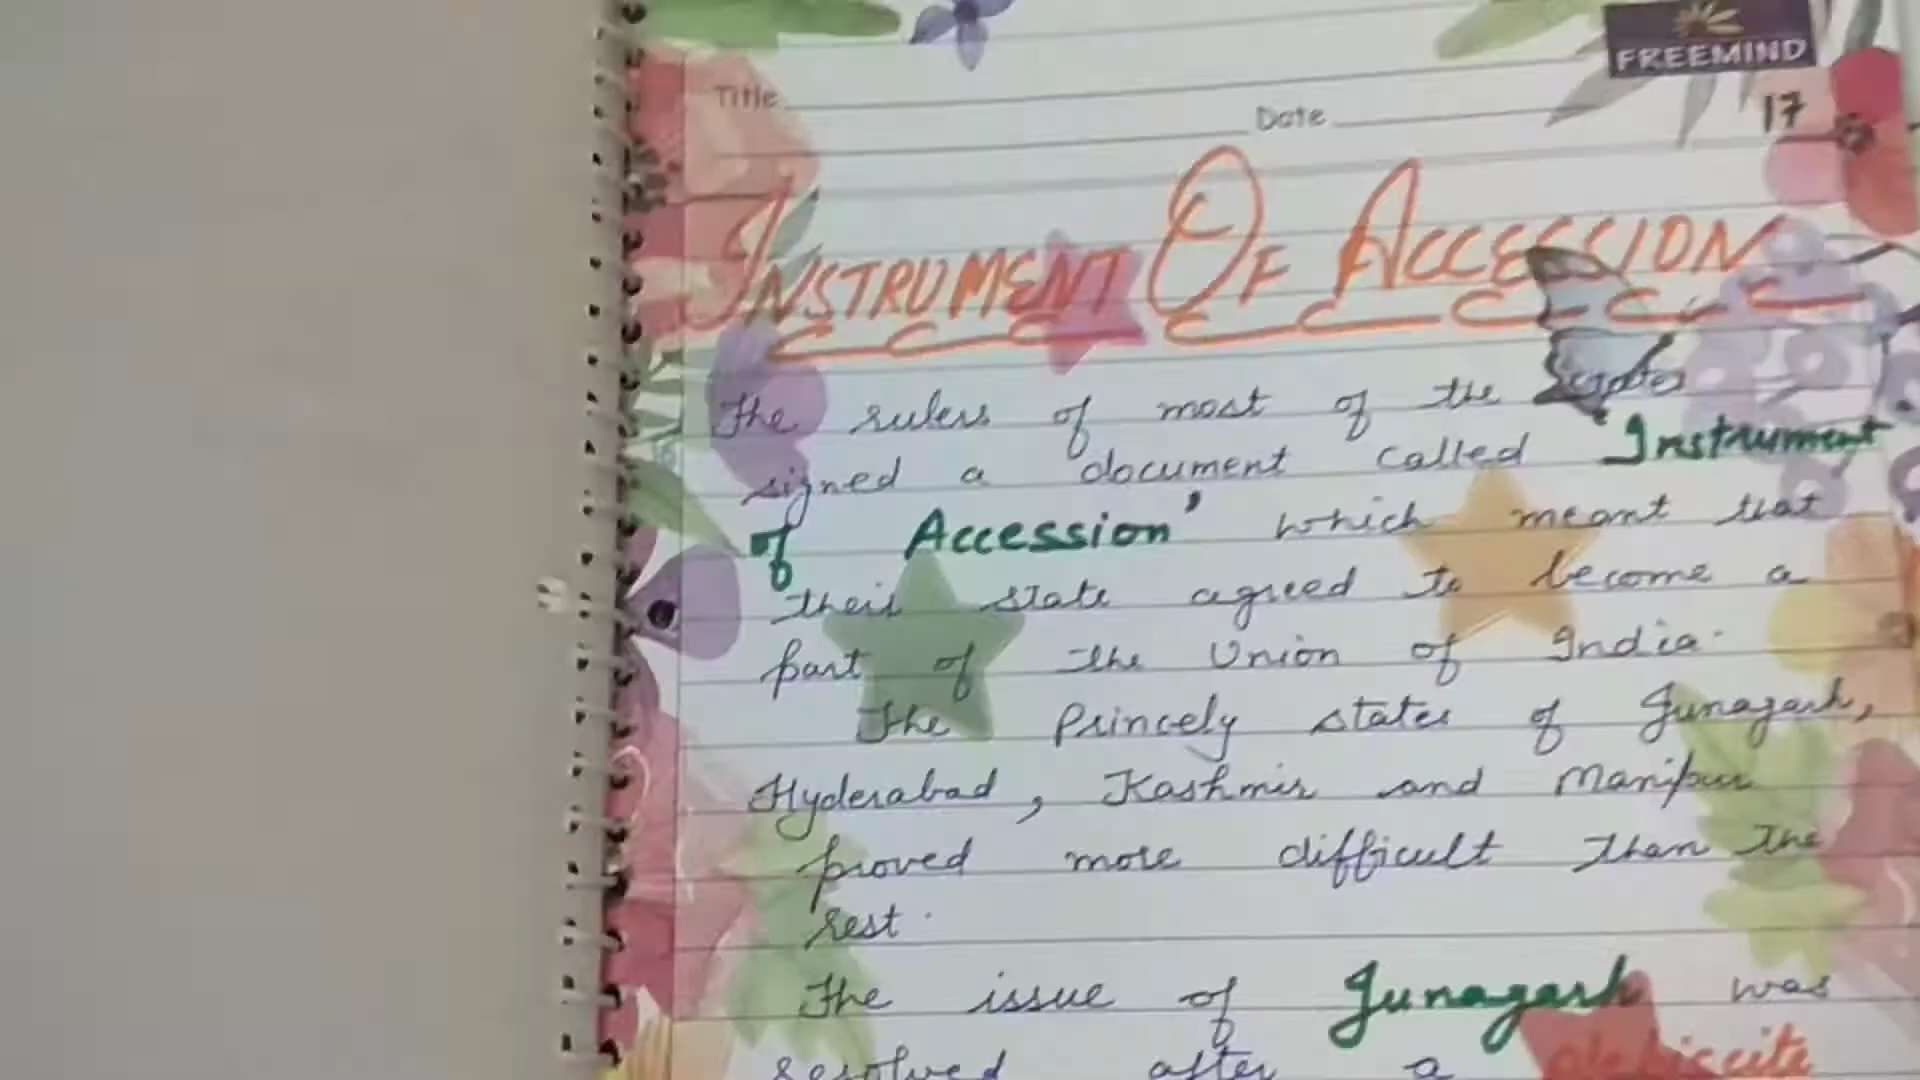 FREEMIND
Title
Date
17
INSTRUMENT OF ACCESSION
The rulers of most of the states
signed a document called 'Instrument
of Accession' which meant that
their state agreed to become a
part of the Union of India.
The Princely states of Junagarh,
Hyderabad, Kashmir and Manipur
proved more difficult than the
rest.
The issue of Junagarh was
resolved after a plebiscite